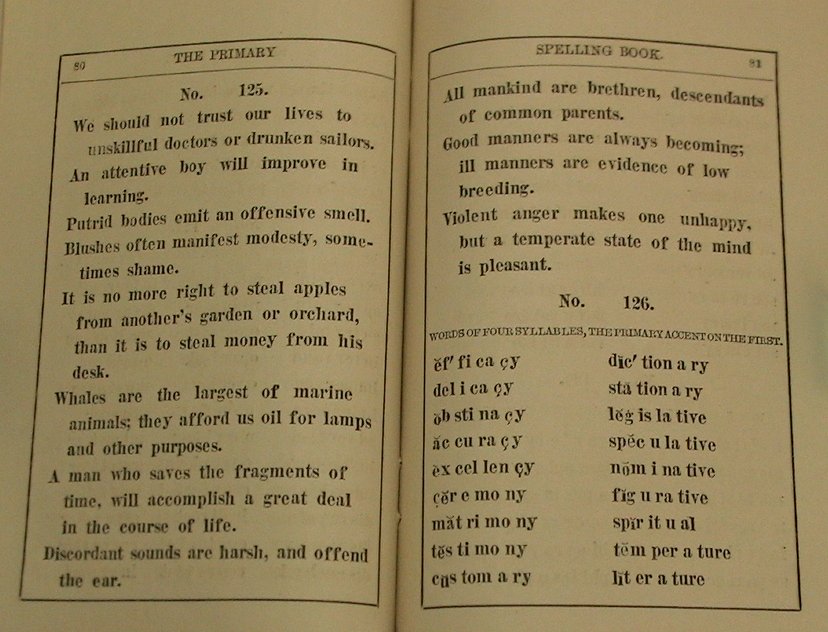 80
THE PRIMARY
No. 125.
We should not trust our lives to
unskillful doctors or drunken sailors.
An attentive boy will improve in
learning.
Putrid bodies emit an offensive smell.
Blushes often manifest modesty, some-
times shame.
It is no more right to steal apples
from another's garden or orchard,
than it is to steal money from his
desk.
Whales are the largest of marine
animals; they afford us oil for lamps
and other purposes.
A man who saves the fragments of
time, will accomplish a great deal
in the course of life.
Discordant sounds are harsh, and offend
the ear.
SPELLING BOOK.
81
All mankind are brethren, descendants
of common parents.
Good manners are always becoming;
ill manners are evidence of low
breeding.
Violent anger makes one unhappy,
but a temperate state of the mind
is pleasant.
No. 126.
WORDS OF FOUR SYLLABLES, THE PRIMARY ACCENT ON THE FIRST.
ĕf′ fi ca çy
del i ca çy
ŏb sti na çy
ăc cu ra çy
ĕx cel len çy
çĕr e mo ny
măt ri mo ny
tĕs ti mo ny
cŭs tom a ry
dĭc′ tion a ry
stā tion a ry
lĕġ is la tive
spĕc u la tive
nŏm i na tive
fĭg u ra tive
spĭr it u al
tĕm per a ture
lĭt er a ture